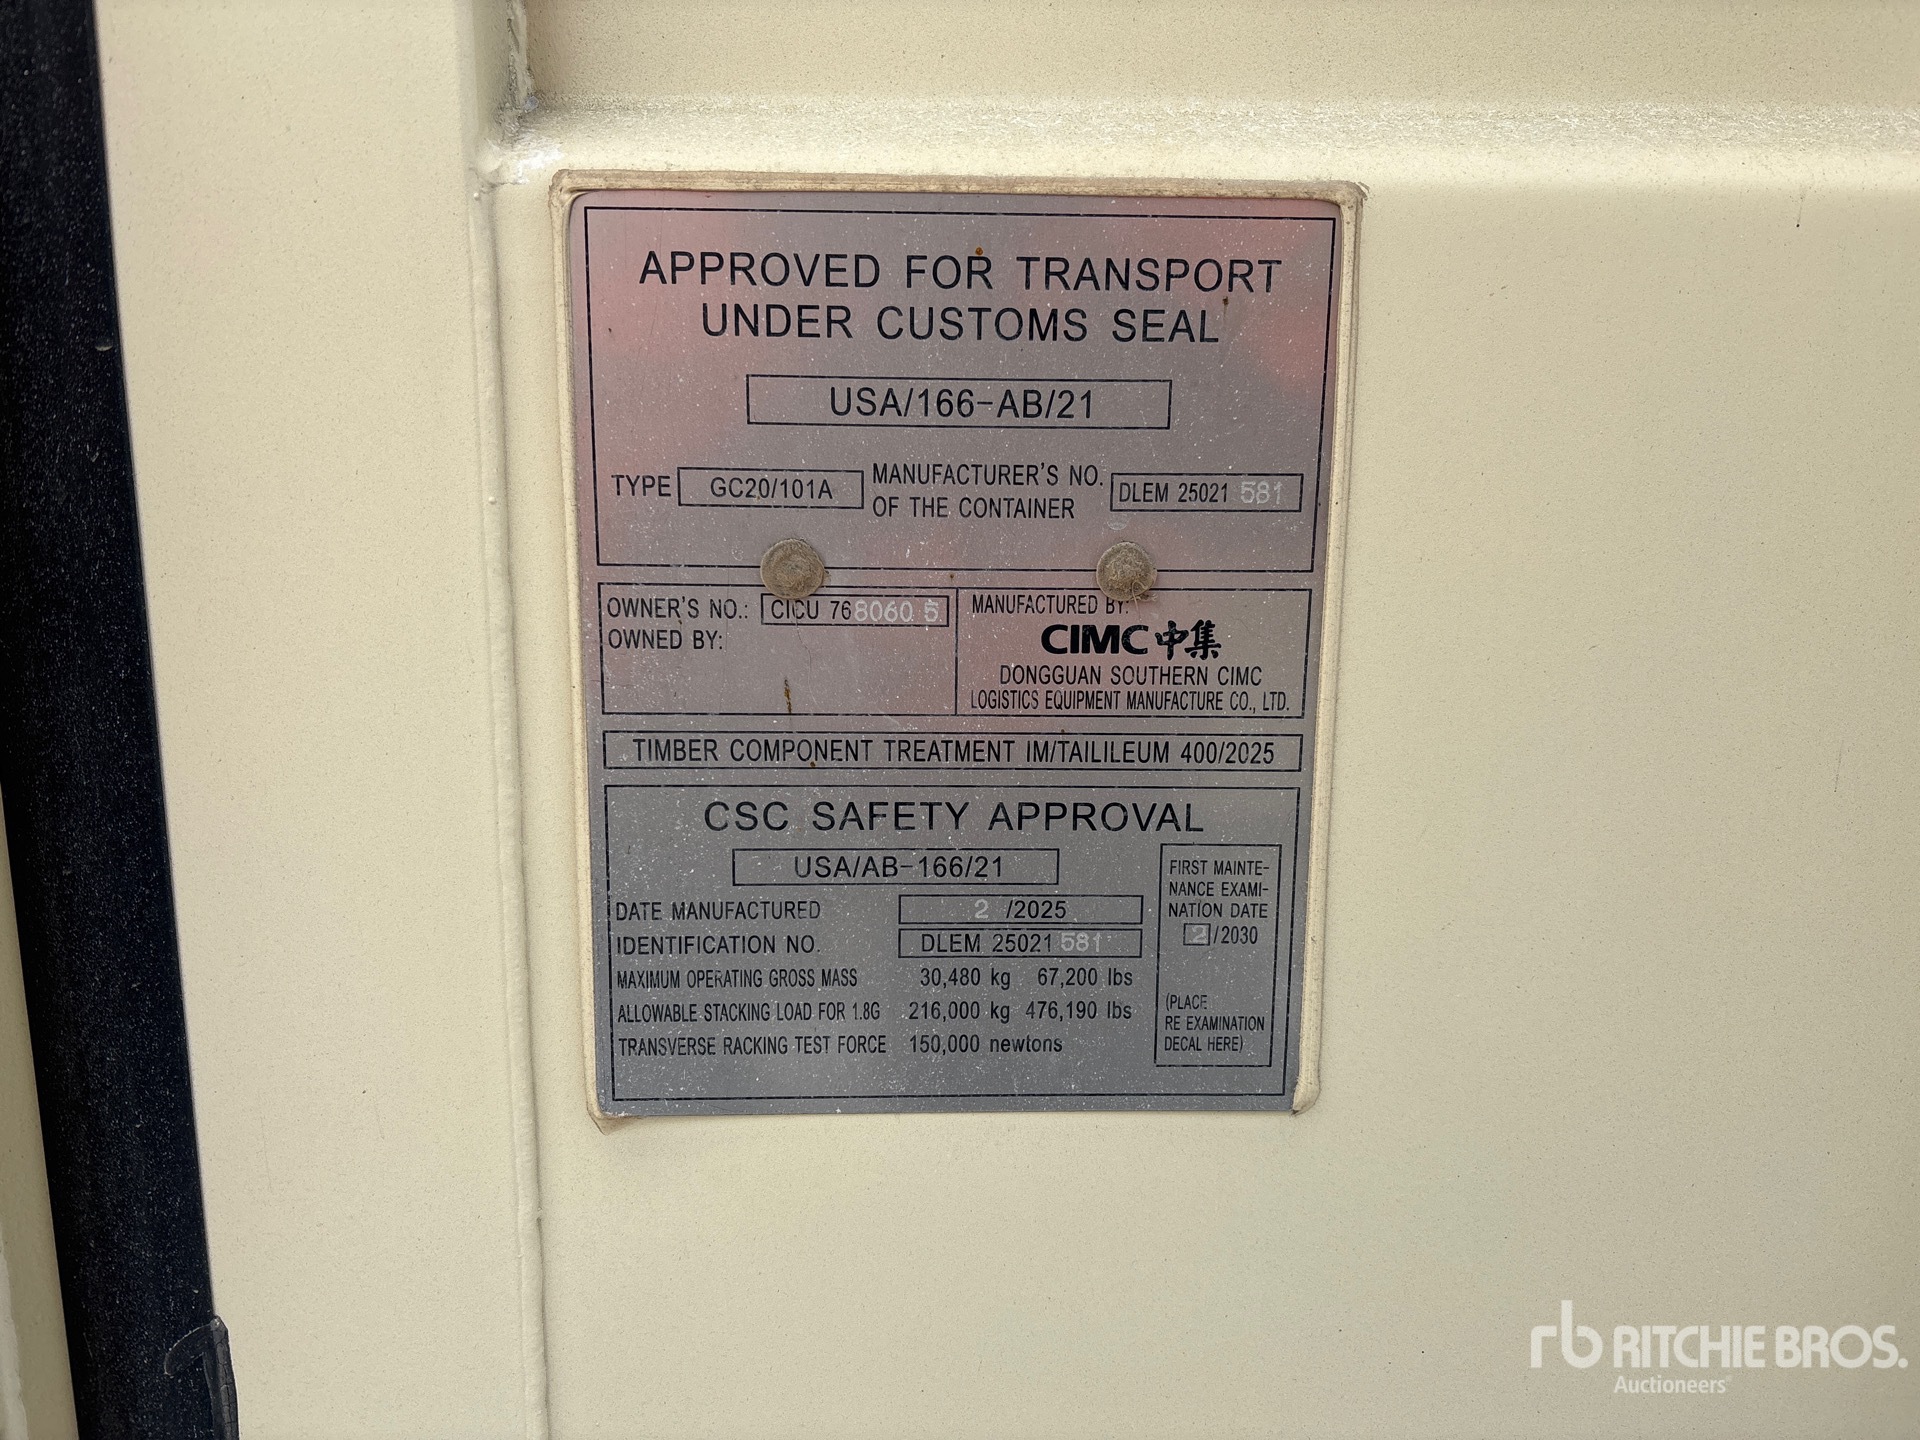 APPROVED FOR TRANSPORT
UNDER CUSTOMS SEAL
USA/166-AB/21
TYPE GC20/101A MANUFACTURER'S NO. OF THE CONTAINER DLEM 25021 581
OWNER'S NO.: CICU 768060 5
OWNED BY:
MANUFACTURED BY:
CIMC中集
DONGGUAN SOUTHERN CIMC
LOGISTICS EQUIPMENT MANUFACTURE CO., LTD.
TIMBER COMPONENT TREATMENT IM/TAILILEUM 400/2025
CSC SAFETY APPROVAL
USA/AB-166/21
DATE MANUFACTURED 2 /2025
IDENTIFICATION NO. DLEM 25021 581
MAXIMUM OPERATING GROSS MASS 30,480 kg 67,200 lbs
ALLOWABLE STACKING LOAD FOR 1.8G 216,000 kg 476,190 lbs
TRANSVERSE RACKING TEST FORCE 150,000 newtons
FIRST MAINTE-
NANCE EXAMI-
NATION DATE
2/2030
(PLACE
RE EXAMINATION
DECAL HERE)
rb RITCHIE BROS.
Auctioneers